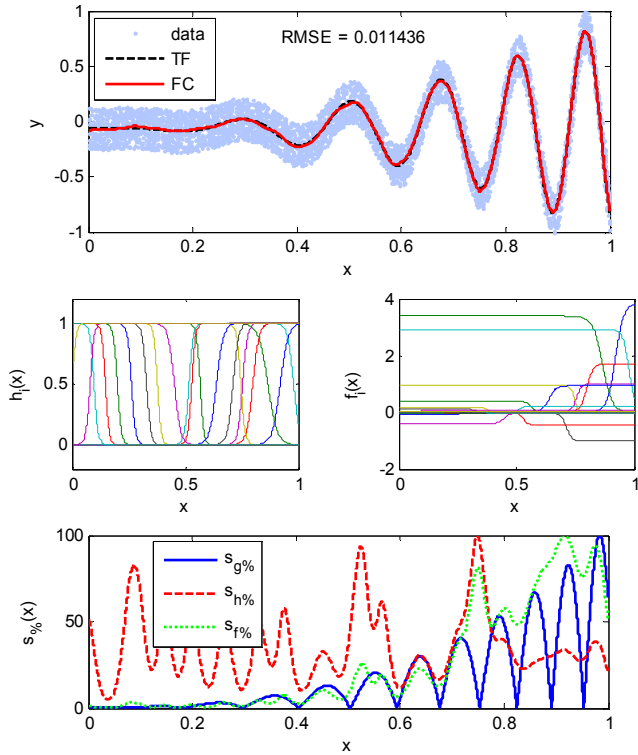 1
0.5
0
-0.5
-1
y
data
TF
FC
RMSE = 0.011436
0 0.2 0.4 0.6 0.8 1
x
1
0.5
0
h_i(x)
0 0.5 1
x
4
2
0
-2
f_i(x)
0 0.5 1
x
100
50
0
s_%(x)
s_g%
s_h%
s_f%
0 0.2 0.4 0.6 0.8 1
x